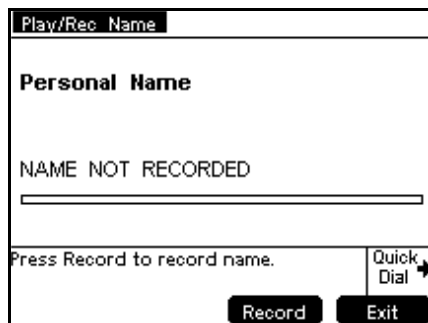 Play/Rec Name
Personal Name
NAME NOT RECORDED
Press Record to record name.
Quick
Dial
Record Exit